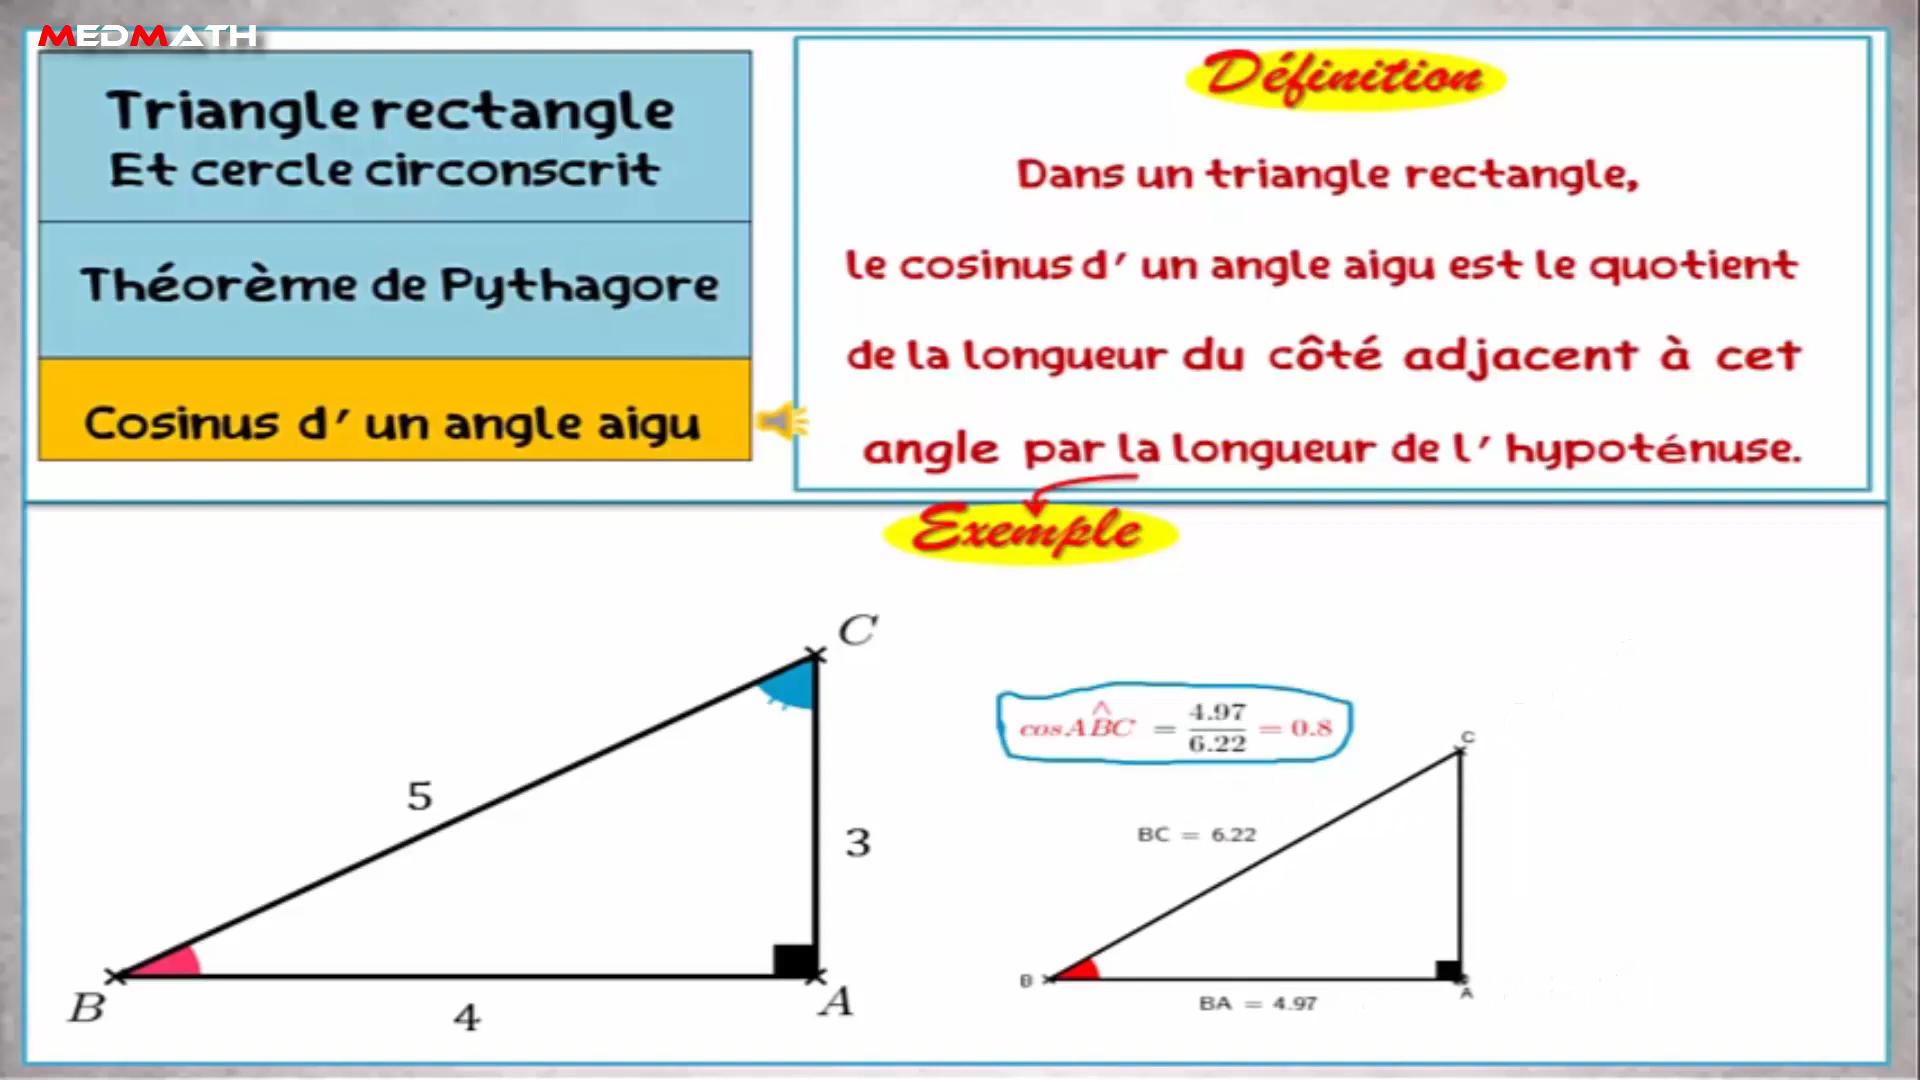 MEDMATH
Triangle rectangle
Et cercle circonscrit
Théorème de Pythagore
Cosinus d' un angle aigu
Définition
Dans un triangle rectangle,
le cosinus d' un angle aigu est le quotient
de la longueur du côté adjacent à cet
angle par la longueur de l' hypoténuse.
Exemple
C
5
3
B
4
A
cosABC = 4.97/6.22 = 0.8
C
BC = 6.22
B
A
BA = 4.97